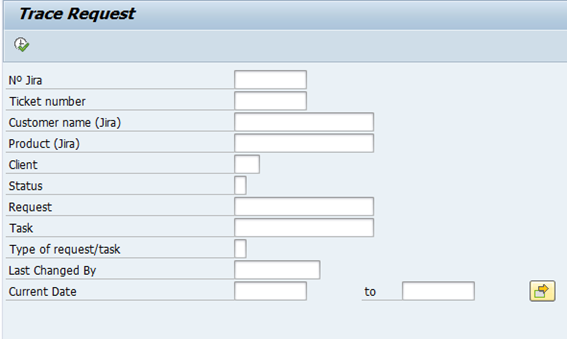 Trace Request
Nº Jira
Ticket number
Customer name (Jira)
Product (Jira)
Client
Status
Request
Task
Type of request/task
Last Changed By
Current Date to